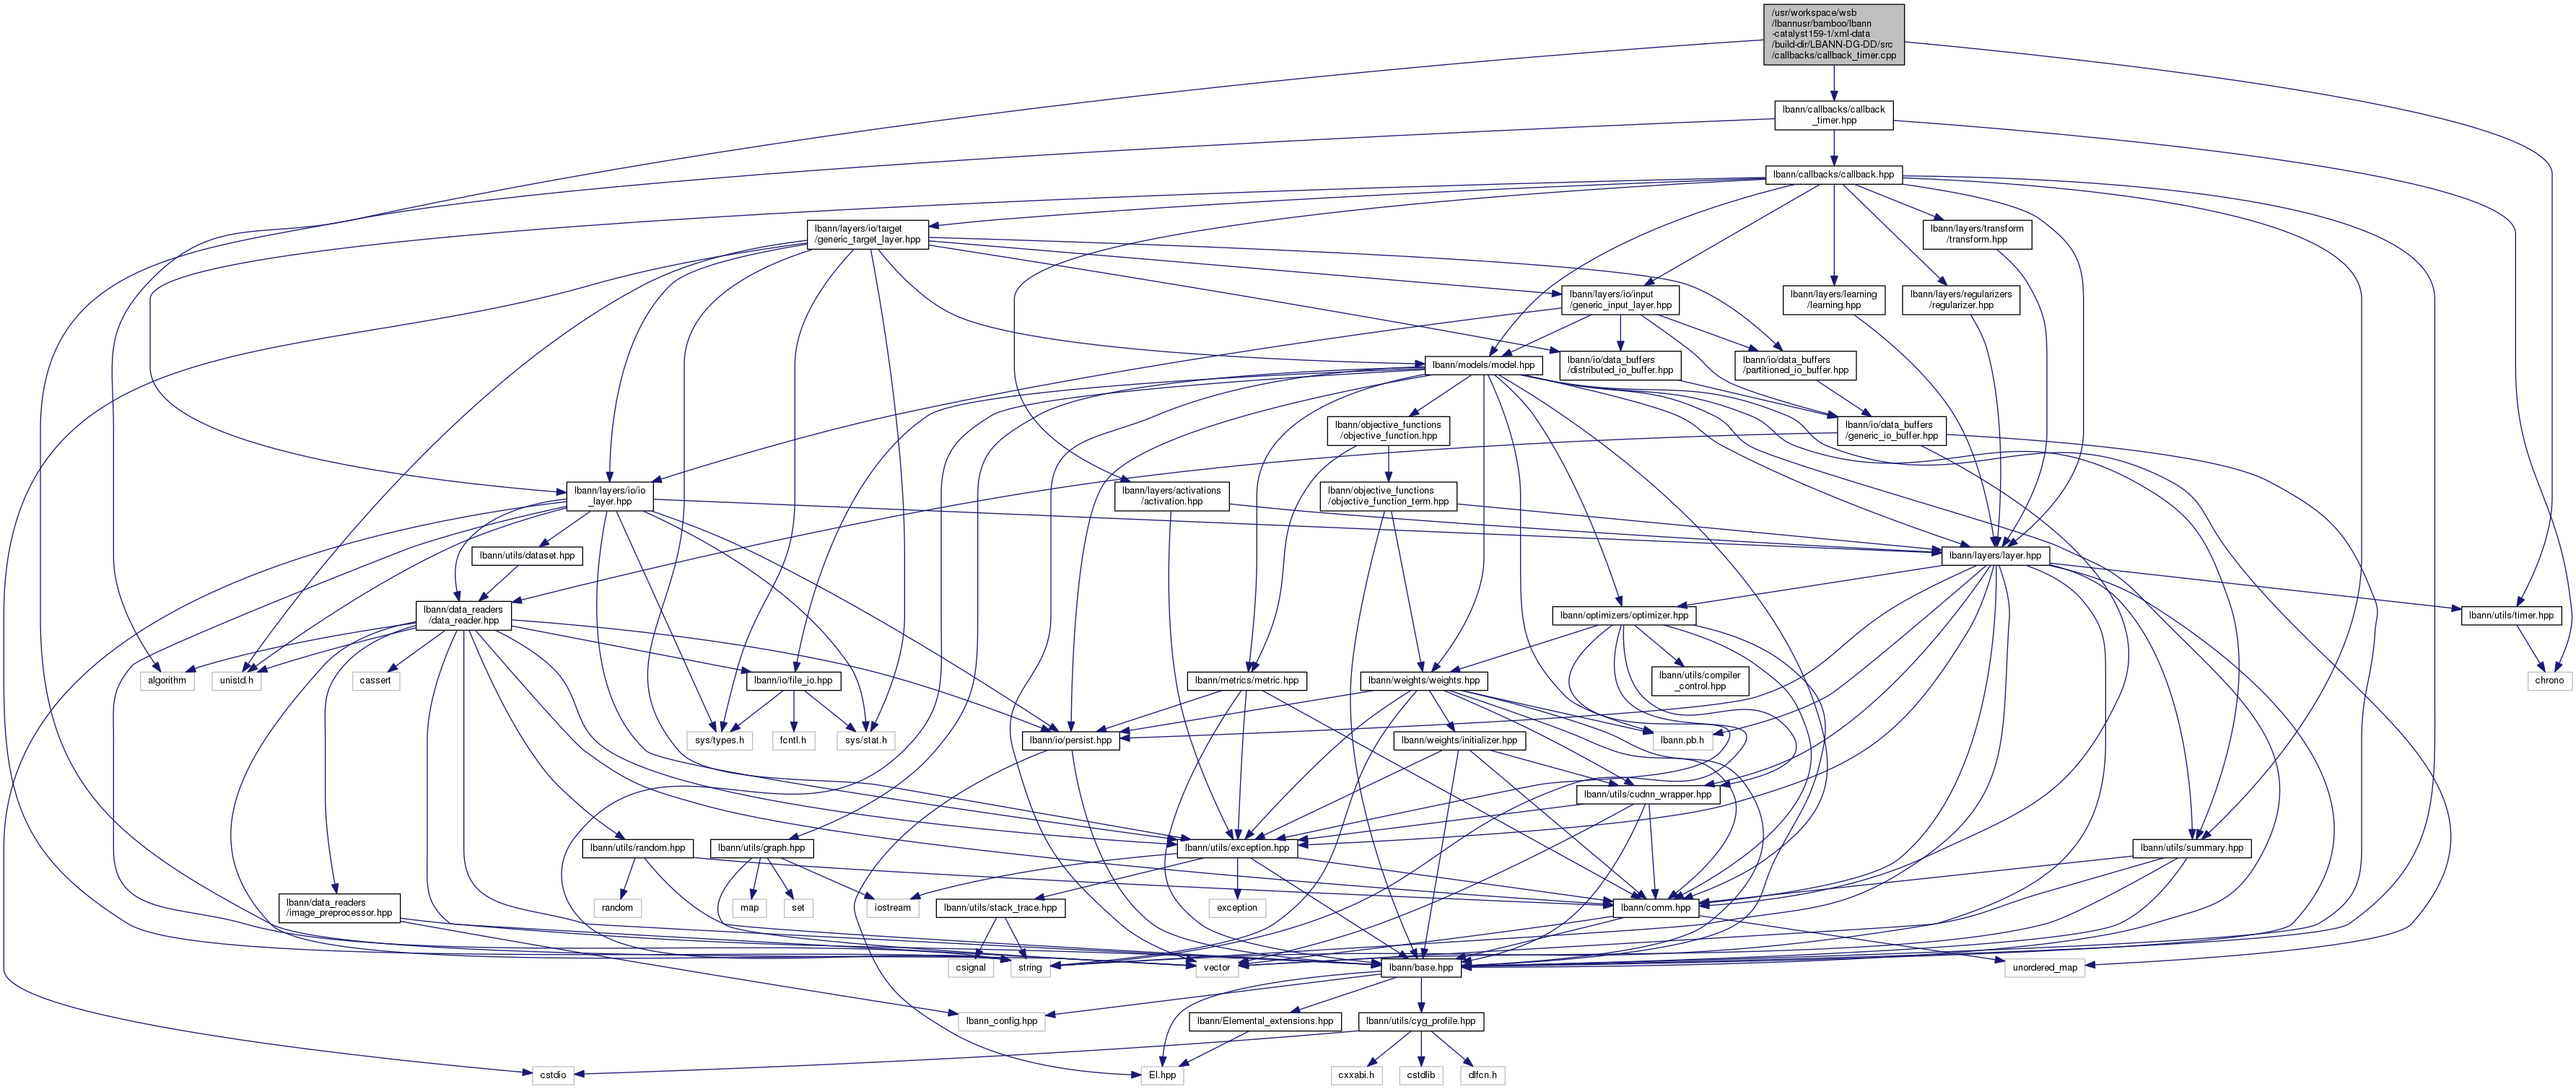 /usr/workspace/wsb
/lbannusr/bamboo/lbann
-catalyst159-1/xml-data
/build-dir/LBANN-DG-DD/src
/callbacks/callback_timer.cpp
lbann/callbacks/callback
_timer.hpp
lbann/callbacks/callback.hpp
lbann/layers/io/target
/generic_target_layer.hpp
lbann/layers/transform
/transform.hpp
lbann/layers/io/input
/generic_input_layer.hpp
lbann/layers/learning
/learning.hpp
lbann/layers/regularizers
/regularizer.hpp
lbann/models/model.hpp
lbann/io/data_buffers
/distributed_io_buffer.hpp
lbann/io/data_buffers
/partitioned_io_buffer.hpp
lbann/objective_functions
/objective_function.hpp
lbann/io/data_buffers
/generic_io_buffer.hpp
lbann/layers/io/io
_layer.hpp
lbann/layers/activations
/activation.hpp
lbann/objective_functions
/objective_function_term.hpp
lbann/utils/dataset.hpp
lbann/layers/layer.hpp
lbann/data_readers
/data_reader.hpp
lbann/optimizers/optimizer.hpp
lbann/utils/timer.hpp
algorithm
unistd.h
cassert
lbann/io/file_io.hpp
lbann/metrics/metric.hpp
lbann/weights/weights.hpp
lbann/utils/compiler
_control.hpp
chrono
sys/types.h
fcntl.h
sys/stat.h
lbann/io/persist.hpp
lbann/weights/initializer.hpp
lbann.pb.h
lbann/utils/cudnn_wrapper.hpp
lbann/utils/random.hpp
lbann/utils/graph.hpp
lbann/utils/exception.hpp
lbann/utils/summary.hpp
lbann/data_readers
/image_preprocessor.hpp
random
map
set
iostream
lbann/utils/stack_trace.hpp
exception
lbann/comm.hpp
csignal
string
vector
lbann/base.hpp
unordered_map
lbann_config.hpp
lbann/Elemental_extensions.hpp
lbann/utils/cyg_profile.hpp
cstdio
El.hpp
cxxabi.h
cstdlib
dlfcn.h